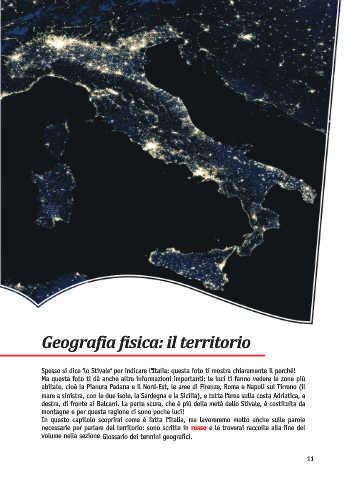 Geografia fisica: il territorio
Spesso si dice 'lo Stivale' per indicare l'Italia: questa foto ti mostra chiaramente il perché!
Ma questa foto ti dà anche altre informazioni importanti: le luci ti fanno vedere le zone più
abitate, cioè la Pianura Padana e il Nord-Est, le aree di Firenze, Roma e Napoli sul Tirreno (il
mare a sinistra, con le due isole, la Sardegna e la Sicilia), e tutta l'area sulla costa Adriatica, a
destra, di fronte ai Balcani. La parte scura, che è più della metà dello Stivale, è costituita da
montagne e per questa ragione ci sono poche luci!
In questo capitolo scoprirai come è fatta l'Italia, ma lavoreremo molto anche sulle parole
necessarie per parlare del territorio: sono scritte in rosso e le troverai raccolte alla fine del
volume nella sezione Glossario dei termini geografici.
11